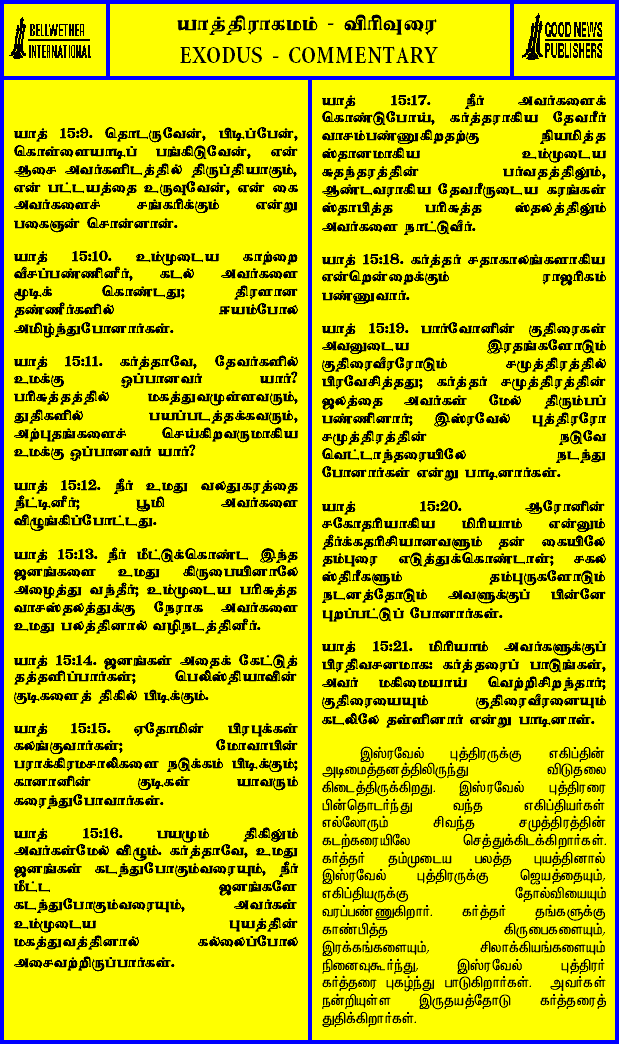 BELLWETHER
INTERNATIONAL
யாத்திராகமம் - விரிவுரை
EXODUS - COMMENTARY
GOOD NEWS
PUBLISHERS
யாத் 15:9. தொடருவேன், பிடிப்பேன்,
கொள்ளையாடிப் பங்கிடுவேன், என்
ஆசை அவர்களிடத்தில் திருப்தியாகும்,
என் பட்டயத்தை உருவுவேன், என் கை
அவர்களைச் சங்கரிக்கும் என்று
பகைஞன் சொன்னான்.
யாத் 15:10. உம்முடைய காற்றை
வீசப்பண்ணினீர், கடல் அவர்களை
மூடிக் கொண்டது; திரளான
தண்ணீர்களில் ஈயம்போல
அமிழ்ந்துபோனார்கள்.
யாத் 15:11. கர்த்தாவே, தேவர்களில்
உமக்கு ஒப்பானவர் யார்?
பரிசுத்தத்தில் மகத்துவமுள்ளவரும்,
துதிகளில் பயப்படத்தக்கவரும்,
அற்புதங்களைச் செய்கிறவருமாகிய
உமக்கு ஒப்பானவர் யார்?
யாத் 15:12. நீர் உமது வலதுகரத்தை
நீட்டினீர்; பூமி அவர்களை
விழுங்கிப்போட்டது.
யாத் 15:13. நீர் மீட்டுக்கொண்ட இந்த
ஜனங்களை உமது கிருபையினாலே
அழைத்து வந்தீர்; உம்முடைய பரிசுத்த
வாசஸ்தலத்துக்கு நேராக அவர்களை
உமது பலத்தினால் வழிநடத்தினீர்.
யாத் 15:14. ஜனங்கள் அதைக் கேட்டுத்
தத்தளிப்பார்கள்; பெலிஸ்தியாவின்
குடிகளைத் திகில் பிடிக்கும்.
யாத் 15:15. ஏதோமின் பிரபுக்கள்
கலங்குவார்கள்; மோவாபின்
பராக்கிரமசாலிகளை நடுக்கம் பிடிக்கும்;
கானானின் குடிகள் யாவரும்
கரைந்துபோவார்கள்.
யாத் 15:16. பயமும் திகிலும்
அவர்கள்மேல் விழும். கர்த்தாவே, உமது
ஜனங்கள் கடந்துபோகும்வரையும், நீர்
மீட்ட ஜனங்களே
கடந்துபோகும்வரையும், அவர்கள்
உம்முடைய புயத்தின்
மகத்துவத்தினால் கல்லைப்போல
அசைவற்றிருப்பார்கள்.
யாத் 15:17. நீர் அவர்களைக்
கொண்டுபோய், கர்த்தராகிய தேவரீர்
வாசம்பண்ணுகிறதற்கு நியமித்த
ஸ்தானமாகிய உம்முடைய
சுதந்தரத்தின் பர்வதத்திலும்,
ஆண்டவராகிய தேவரீருடைய கரங்கள்
ஸ்தாபித்த பரிசுத்த ஸ்தலத்திலும்
அவர்களை நாட்டுவீர்.
யாத் 15:18. கர்த்தர் சதாகாலங்களாகிய
என்றென்றைக்கும் ராஜரிகம்
பண்ணுவார்.
யாத் 15:19. பார்வோனின் குதிரைகள்
அவனுடைய இரதங்களோடும்
குதிரைவீரரோடும் சமுத்திரத்தில்
பிரவேசித்தது; கர்த்தர் சமுத்திரத்தின்
ஜலத்தை அவர்கள் மேல் திரும்பப்
பண்ணினார்; இஸ்ரவேல் புத்திரரோ
சமுத்திரத்தின் நடுவே
வெட்டாந்தரையிலே நடந்து
போனார்கள் என்று பாடினார்கள்.
யாத் 15:20. ஆரோனின்
சகோதரியாகிய மிரியாம் என்னும்
தீர்க்கதரிசியானவளும் தன் கையிலே
தம்புரை எடுத்துக்கொண்டாள்; சகல
ஸ்திரீகளும் தம்புருகளோடும்
நடனத்தோடும் அவளுக்குப் பின்னே
புறப்பட்டுப் போனார்கள்.
யாத் 15:21. மிரியாம் அவர்களுக்குப்
பிரதிவசனமாக: கர்த்தரைப் பாடுங்கள்,
அவர் மகிமையாய் வெற்றிசிறந்தார்;
குதிரையையும் குதிரைவீரனையும்
கடலிலே தள்ளினார் என்று பாடினாள்.
இஸ்ரவேல் புத்திரருக்கு எகிப்தின்
அடிமைத்தனத்திலிருந்து விடுதலை
கிடைத்திருக்கிறது. இஸ்ரவேல் புத்திரரை
பின்தொடர்ந்து வந்த எகிப்தியர்கள்
எல்லோரும் சிவந்த சமுத்திரத்தின்
கடற்கரையிலே செத்துக்கிடக்கிறார்கள்.
கர்த்தர் தம்முடைய பலத்த புயத்தினால்
இஸ்ரவேல் புத்திரருக்கு ஜெயத்தையும்,
எகிப்தியருக்கு தோல்வியையும்
வரப்பண்ணுகிறார். கர்த்தர் தங்களுக்கு
காண்பித்த கிருபைகளையும்,
இரக்கங்களையும், சிலாக்கியங்களையும்
நினைவுகூர்ந்து, இஸ்ரவேல் புத்திரர்
கர்த்தரை புகழ்ந்து பாடுகிறார்கள். அவர்கள்
நன்றியுள்ள இருதயத்தோடு கர்த்தரைத்
துதிக்கிறார்கள்.